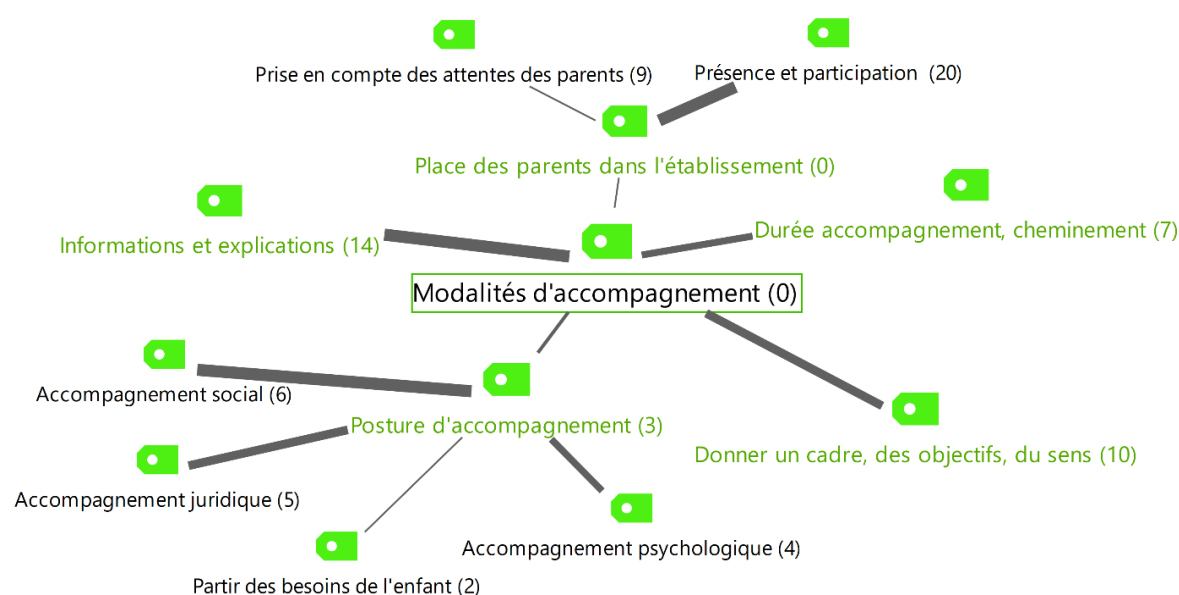 Prise en compte des attentes des parents (9)
Présence et participation (20)
Place des parents dans l'établissement (0)
Informations et explications (14)
Durée accompagnement, cheminement (7)
Modalités d'accompagnement (0)
Accompagnement social (6)
Posture d'accompagnement (3)
Donner un cadre, des objectifs, du sens (10)
Accompagnement juridique (5)
Accompagnement psychologique (4)
Partir des besoins de l'enfant (2)